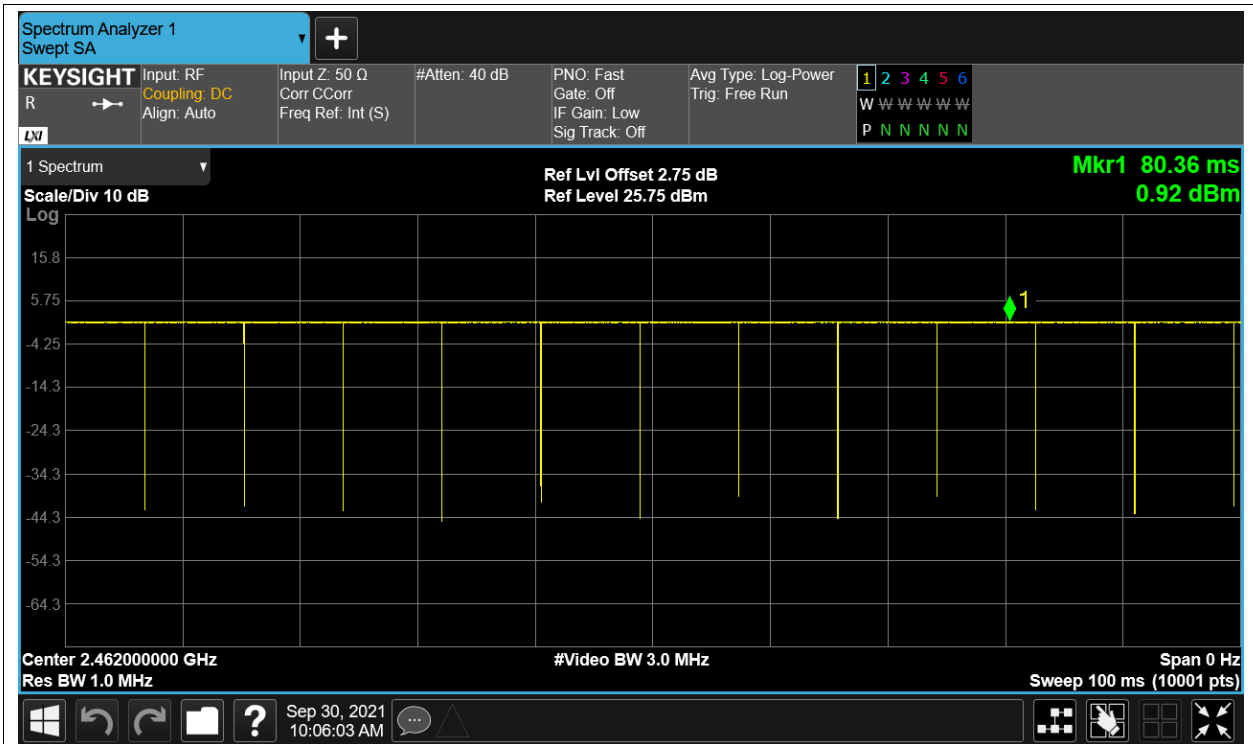 Spectrum Analyzer 1
Swept SA
+
KEYSIGHT
R
LXI
Input: RF
Coupling: DC
Align: Auto
Input Z: 50 Ω
Corr CCorr
Freq Ref: Int (S)
#Atten: 40 dB
PNO: Fast
Gate: Off
IF Gain: Low
Sig Track: Off
Avg Type: Log-Power
Trig: Free Run
1 2 3 4 5 6
W W W W W W
P N N N N N
1 Spectrum
Scale/Div 10 dB
Ref Lvl Offset 2.75 dB
Ref Level 25.75 dBm
Mkr1 80.36 ms
0.92 dBm
Log
15.8
5.75
-4.25
-14.3
-24.3
-34.3
-44.3
-54.3
-64.3
1
Center 2.462000000 GHz
Res BW 1.0 MHz
#Video BW 3.0 MHz
Span 0 Hz
Sweep 100 ms (10001 pts)
?
Sep 30, 2021
10:06:03 AM